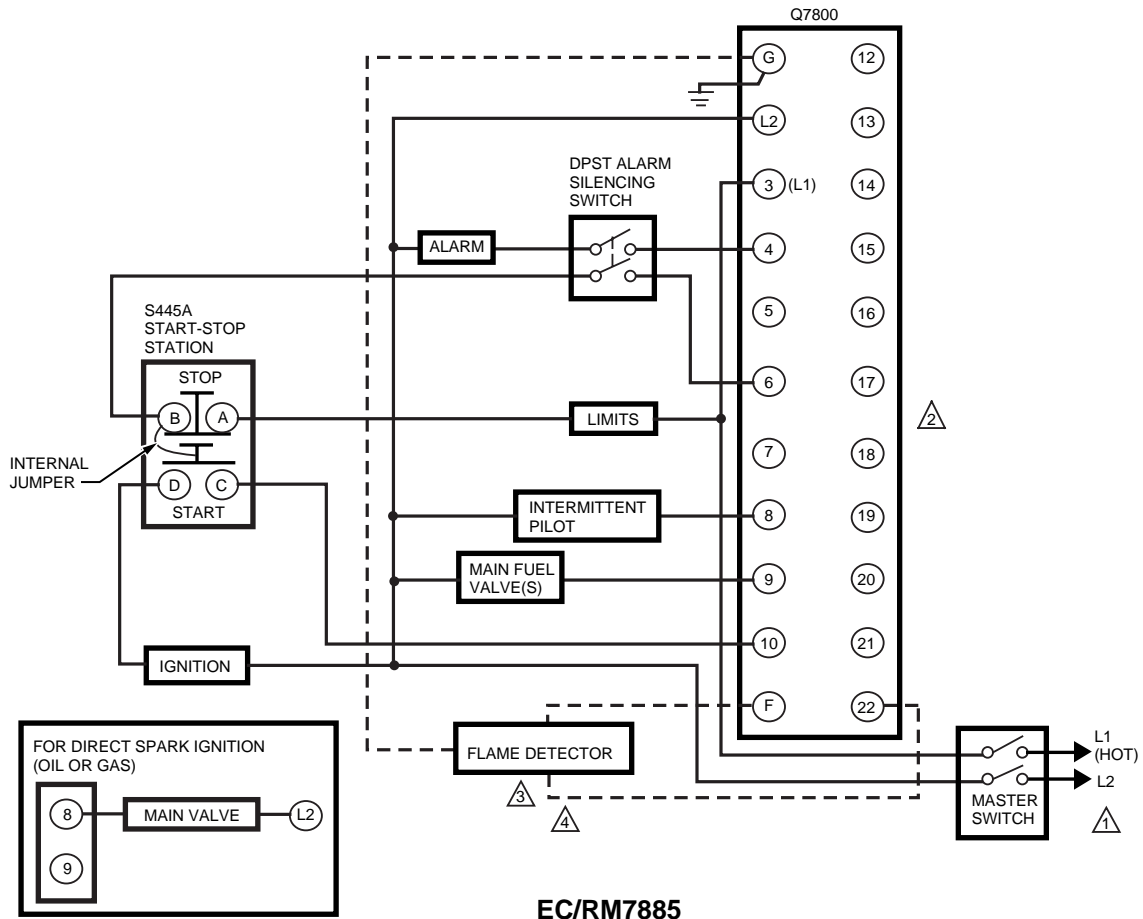 Q7800
G
12
L2
13
3
(L1)
14
DPST ALARM
SILENCING
SWITCH
ALARM
4
15
5
16
S445A
START-STOP
STATION
STOP
B
A
6
17
LIMITS
2
INTERNAL
JUMPER
7
18
D
C
START
INTERMITTENT
PILOT
8
19
MAIN FUEL
VALVE(S)
9
20
10
21
IGNITION
F
22
FLAME DETECTOR
3
4
L1
(HOT)
L2
MASTER
SWITCH
1
FOR DIRECT SPARK IGNITION
(OIL OR GAS)
8
MAIN VALVE
L2
9
EC/RM7885